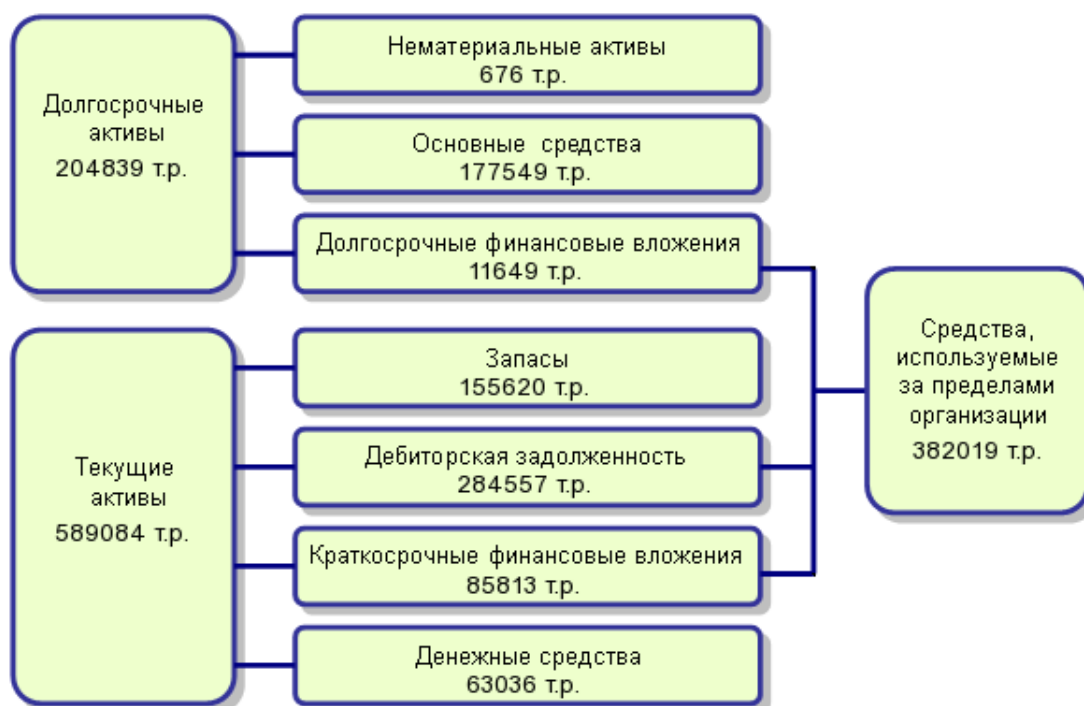 Долгосрочные
активы
204839 т.р.
Нематериальные активы
676 т.р.
Основные средства
177549 т.р.
Долгосрочные финансовые вложения
11649 т.р.
Текущие
активы
589084 т.р.
Запасы
155620 т.р.
Дебиторская задолженность
284557 т.р.
Краткосрочные финансовые вложения
85813 т.р.
Денежные средства
63036 т.р.
Средства,
используемые
за пределами
организации
382019 т.р.